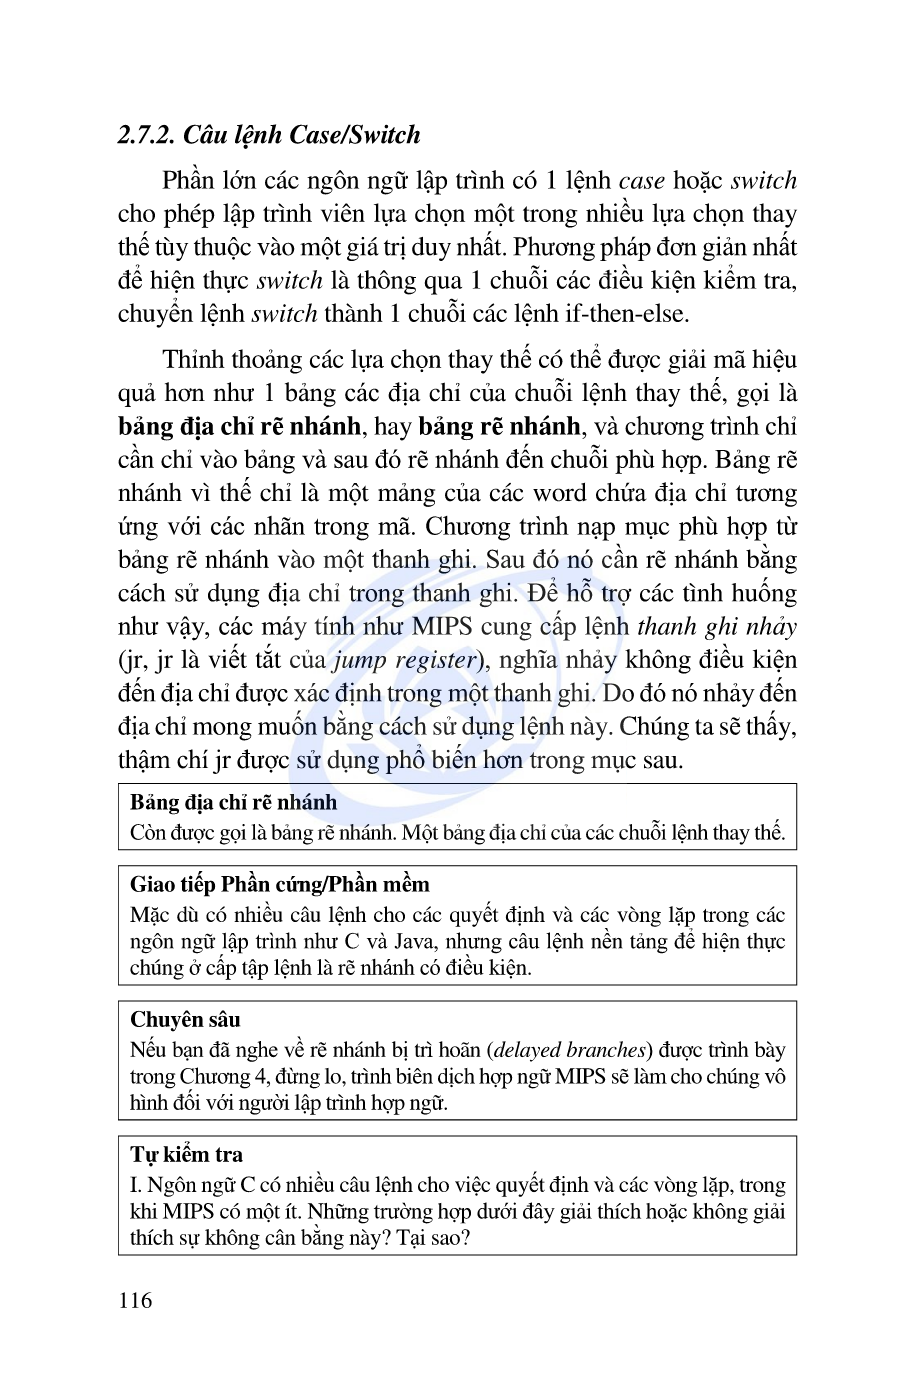 2.7.2. Câu lệnh Case/Switch
Phần lớn các ngôn ngữ lập trình có 1 lệnh case hoặc switch
cho phép lập trình viên lựa chọn một trong nhiều lựa chọn thay
thế tùy thuộc vào một giá trị duy nhất. Phương pháp đơn giản nhất
để hiện thực switch là thông qua 1 chuỗi các điều kiện kiểm tra,
chuyển lệnh switch thành 1 chuỗi các lệnh if-then-else.
Thỉnh thoảng các lựa chọn thay thế có thể được giải mã hiệu
quả hơn như 1 bảng các địa chỉ của chuỗi lệnh thay thế, gọi là
bảng địa chỉ rẽ nhánh, hay bảng rẽ nhánh, và chương trình chỉ
cần chỉ vào bảng và sau đó rẽ nhánh đến chuỗi phù hợp. Bảng rẽ
nhánh vì thế chỉ là một mảng của các word chứa địa chỉ tương
ứng với các nhãn trong mã. Chương trình nạp mục phù hợp từ
bảng rẽ nhánh vào một thanh ghi. Sau đó nó cần rẽ nhánh bằng
cách sử dụng địa chỉ trong thanh ghi. Để hỗ trợ các tình huống
như vậy, các máy tính như MIPS cung cấp lệnh thanh ghi nhảy
(jr, jr là viết tắt của jump register), nghĩa nhảy không điều kiện
đến địa chỉ được xác định trong một thanh ghi. Do đó nó nhảy đến
địa chỉ mong muốn bằng cách sử dụng lệnh này. Chúng ta sẽ thấy,
thậm chí jr được sử dụng phổ biến hơn trong mục sau.
Bảng địa chỉ rẽ nhánh
Còn được gọi là bảng rẽ nhánh. Một bảng địa chỉ của các chuỗi lệnh thay thế.
Giao tiếp Phần cứng/Phần mềm
Mặc dù có nhiều câu lệnh cho các quyết định và các vòng lặp trong các
ngôn ngữ lập trình như C và Java, nhưng câu lệnh nền tảng để hiện thực
chúng ở cấp tập lệnh là rẽ nhánh có điều kiện.
Chuyên sâu
Nếu bạn đã nghe về rẽ nhánh bị trì hoãn (delayed branches) được trình bày
trong Chương 4, đừng lo, trình biên dịch hợp ngữ MIPS sẽ làm cho chúng vô
hình đối với người lập trình hợp ngữ.
Tự kiểm tra
I. Ngôn ngữ C có nhiều câu lệnh cho việc quyết định và các vòng lặp, trong
khi MIPS có một ít. Những trường hợp dưới đây giải thích hoặc không giải
thích sự không cân bằng này? Tại sao?
116